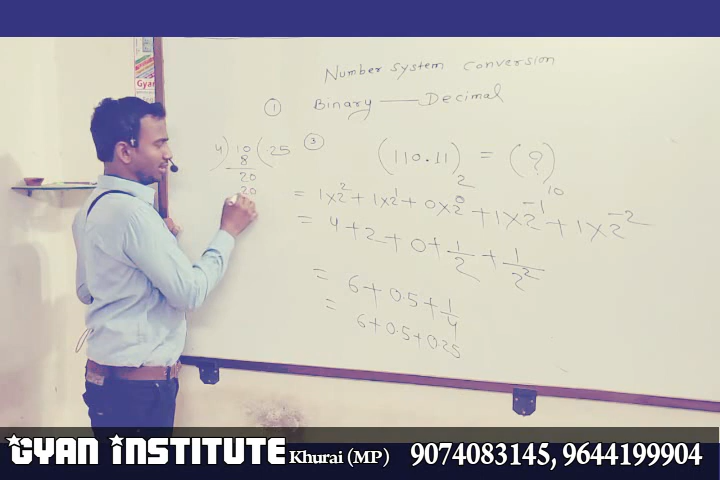 Gyan
Number system conversion
① Binary — Decimal
4) 10 (25
8
20
20
③ (110.11)₂ = (?)₁₀
= 1×2² + 1×2¹ + 0×2⁰ + 1×2⁻¹ + 1×2⁻²
= 4+2+0+1/2+1/2²
= 6+0.5+1/4
= 6+0.5+0.25
GYAN INSTITUTE Khurai (MP) 9074083145, 9644199904